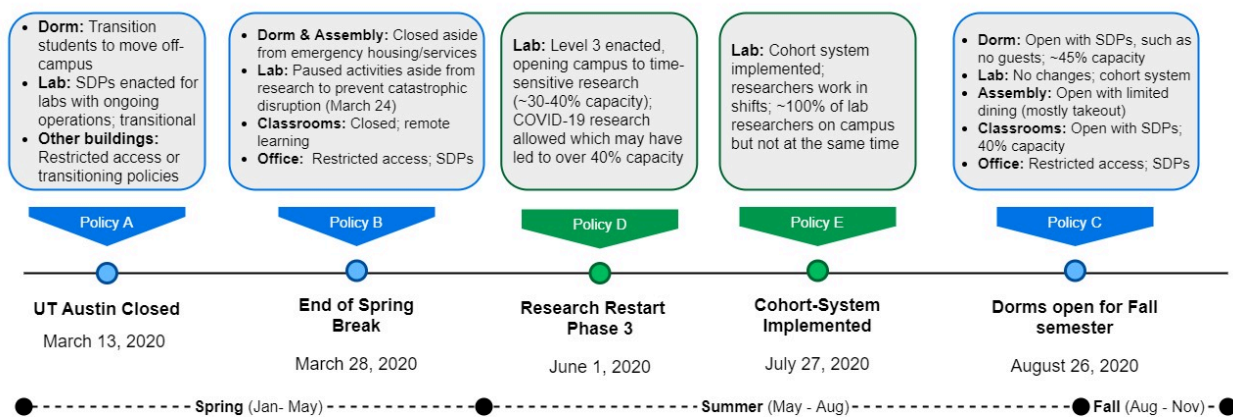 • Dorm: Transition
students to move off-
campus
• Lab: SDPs enacted for
labs with ongoing
operations; transitional
• Other buildings:
Restricted access or
transitioning policies
• Dorm & Assembly: Closed aside
from emergency housing/services
• Lab: Paused activities aside from
research to prevent catastrophic
disruption (March 24)
• Classrooms: Closed; remote
learning
• Office: Restricted access; SDPs
Lab: Level 3 enacted,
opening campus to time-
sensitive research
(~30-40% capacity);
COVID-19 research
allowed which may have
led to over 40% capacity
Lab: Cohort system
implemented;
researchers work in
shifts; ~100% of lab
researchers on campus
but not at the same time
• Dorm: Open with SDPs, such as
no guests; ~45% capacity
• Lab: No changes; cohort system
• Assembly: Open with limited
dining (mostly takeout)
• Classrooms: Open with SDPs;
40% capacity
• Office: Restricted access; SDPs
Policy A
Policy B
Policy D
Policy E
Policy C
UT Austin Closed
March 13, 2020
End of Spring
Break
March 28, 2020
Research Restart
Phase 3
June 1, 2020
Cohort-System
Implemented
July 27, 2020
Dorms open for Fall
semester
August 26, 2020
Spring (Jan- May)
Summer (May - Aug)
Fall (Aug - Nov)